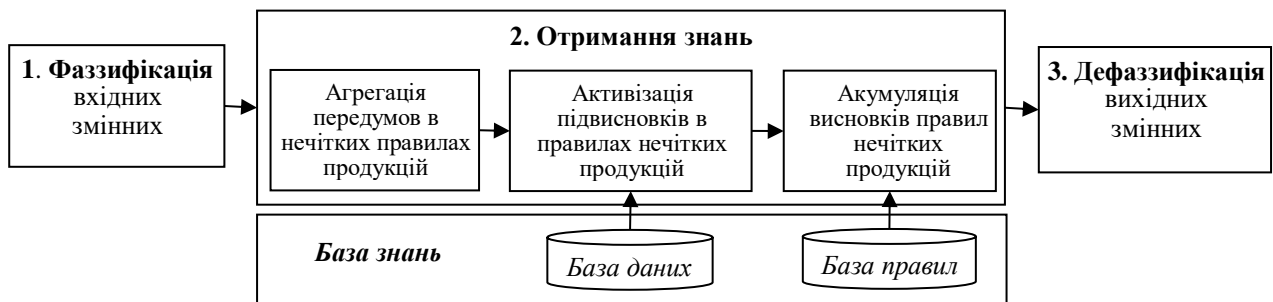 1. Фаззифікація
вхідних
змінних
2. Отримання знань
Агрегація
передумов в
нечітких правилах
продукцій
Активізація
підвисновків в
правилах нечітких
продукцій
Акумуляція
висновків правил
нечітких
продукцій
3. Дефаззифікація
вихідних
змінних
База знань
База даних
База правил